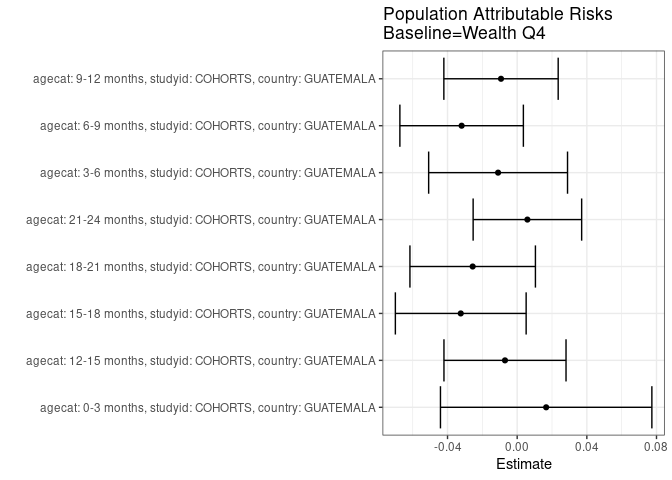 Population Attributable Risks
Baseline=Wealth Q4
agecat: 9-12 months, studyid: COHORTS, country: GUATEMALA
agecat: 6-9 months, studyid: COHORTS, country: GUATEMALA
agecat: 3-6 months, studyid: COHORTS, country: GUATEMALA
agecat: 21-24 months, studyid: COHORTS, country: GUATEMALA
agecat: 18-21 months, studyid: COHORTS, country: GUATEMALA
agecat: 15-18 months, studyid: COHORTS, country: GUATEMALA
agecat: 12-15 months, studyid: COHORTS, country: GUATEMALA
agecat: 0-3 months, studyid: COHORTS, country: GUATEMALA
-0.04 0.00 0.04 0.08
Estimate